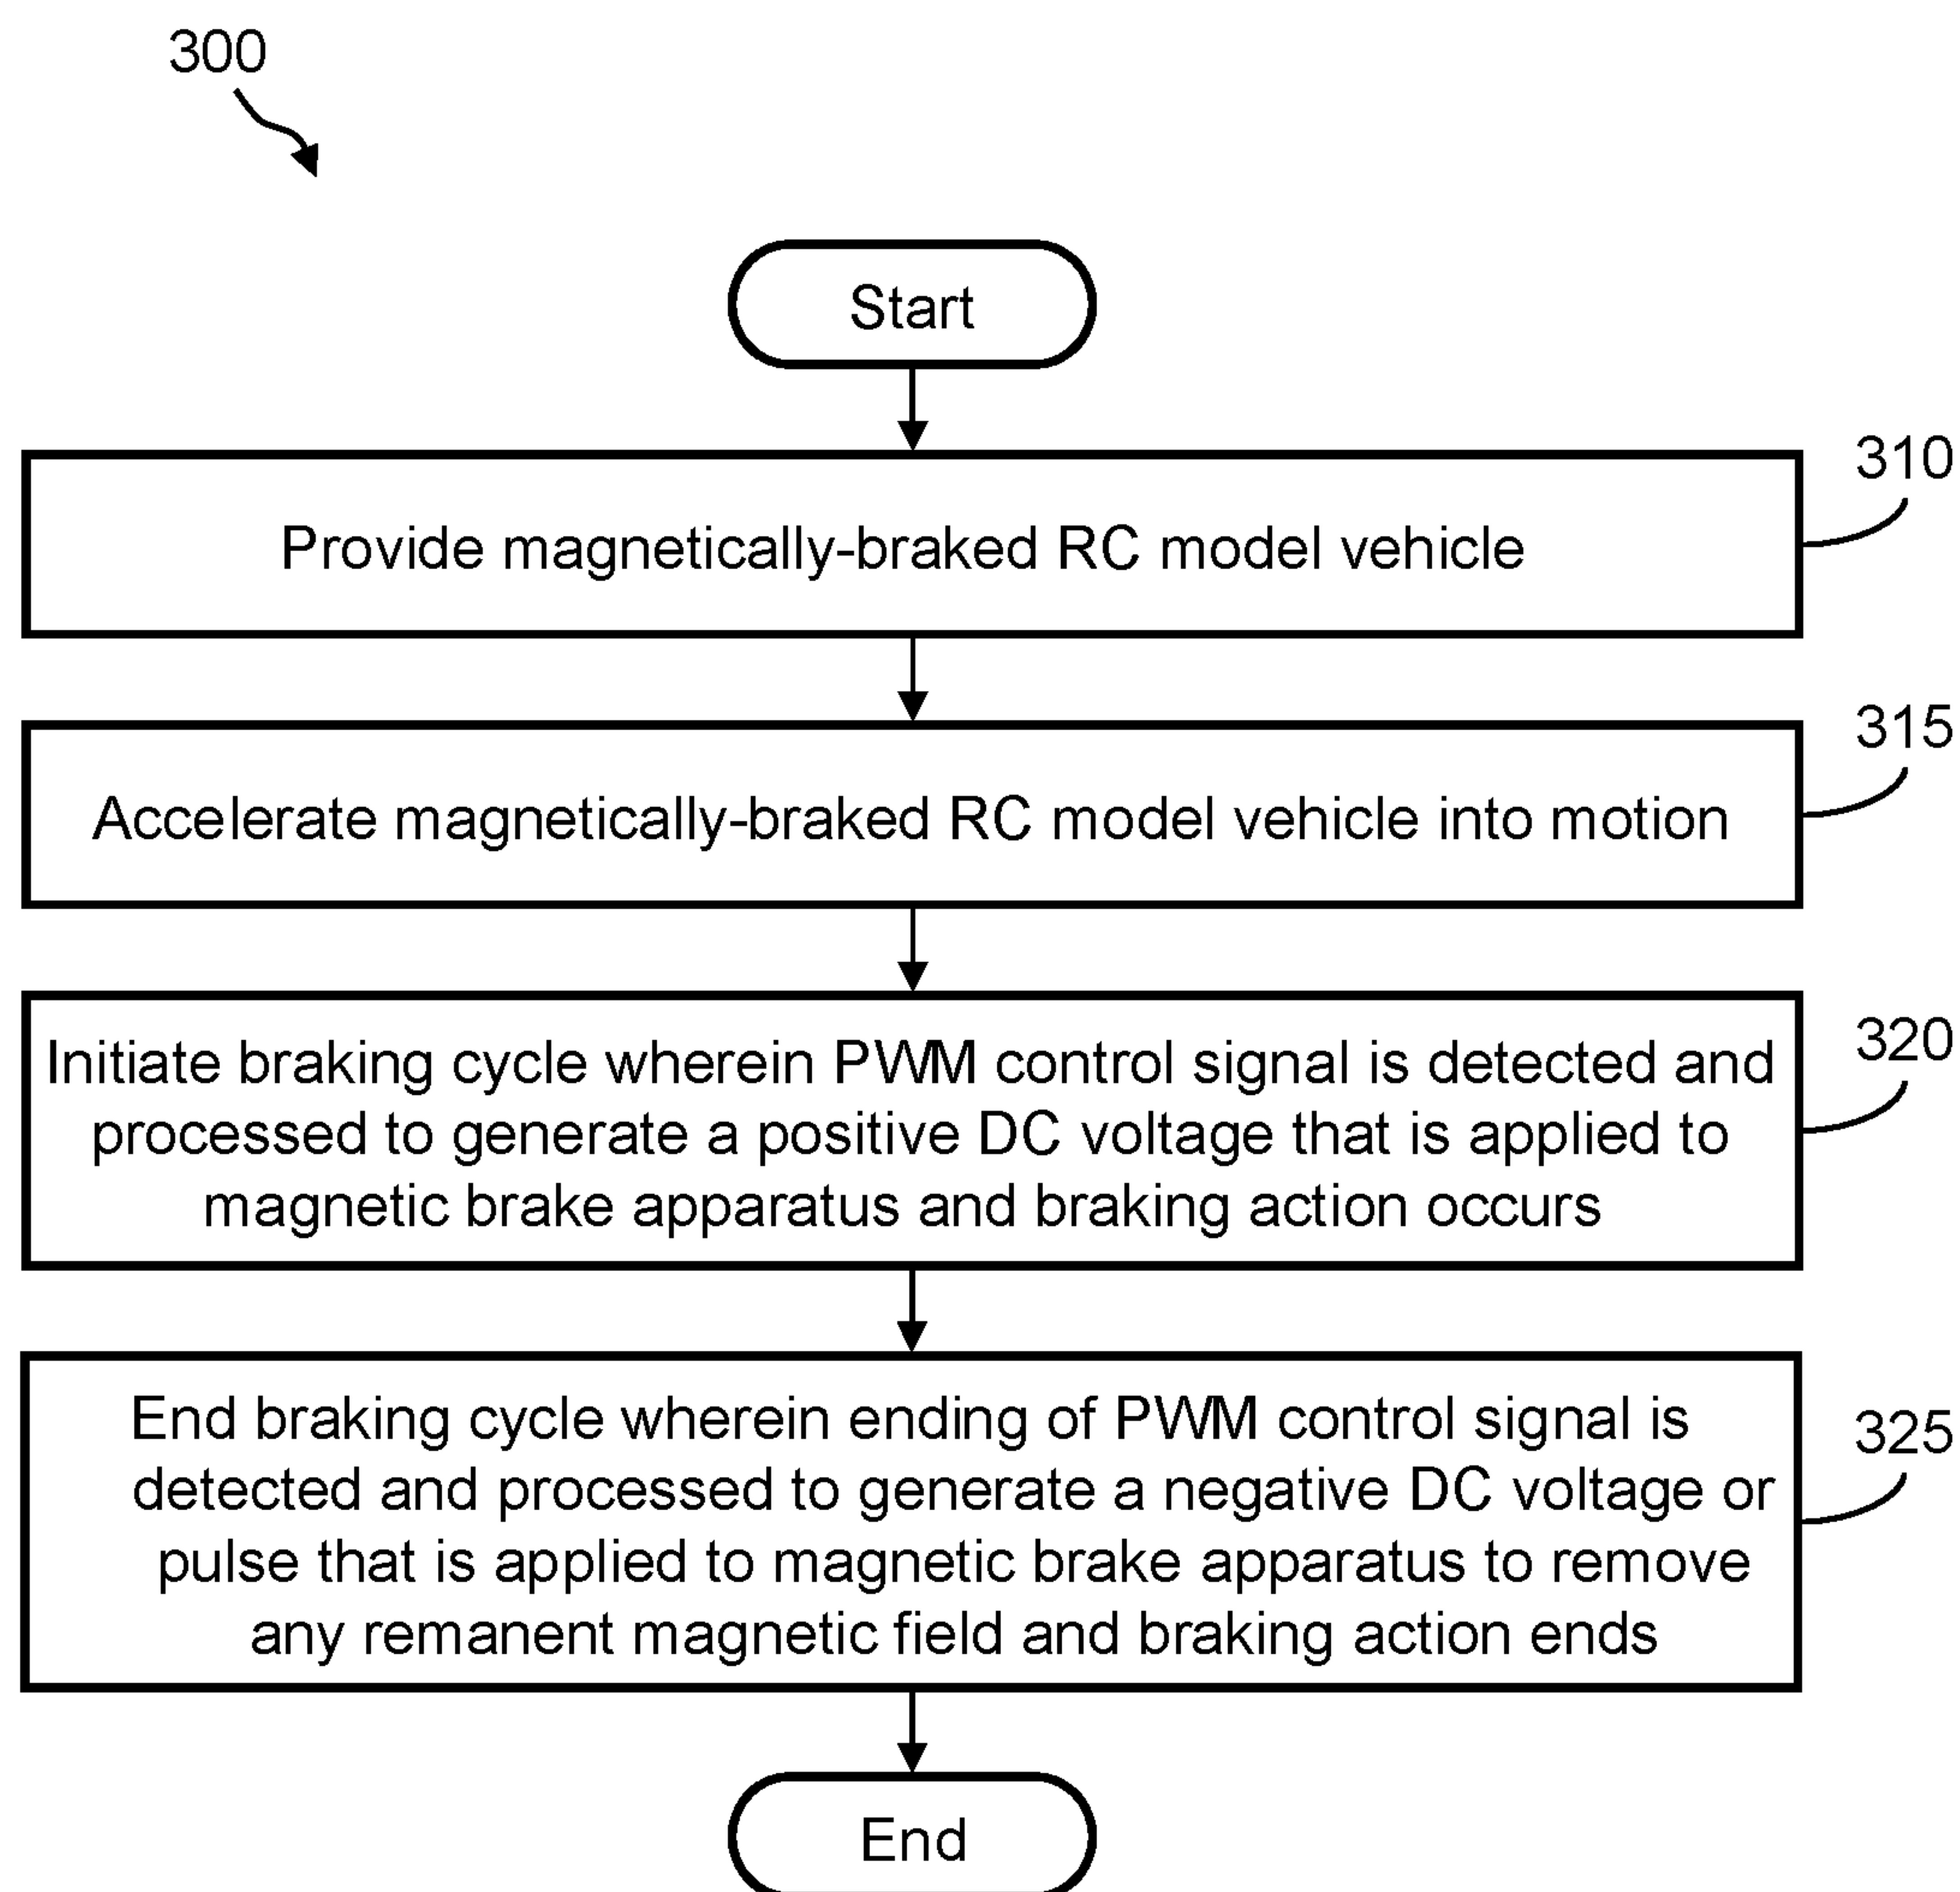 300
Start
310
Provide magnetically-braked RC model vehicle
315
Accelerate magnetically-braked RC model vehicle into motion
320
Initiate braking cycle wherein PWM control signal is detected and
processed to generate a positive DC voltage that is applied to
magnetic brake apparatus and braking action occurs
325
End braking cycle wherein ending of PWM control signal is
detected and processed to generate a negative DC voltage or
pulse that is applied to magnetic brake apparatus to remove
any remanent magnetic field and braking action ends
End